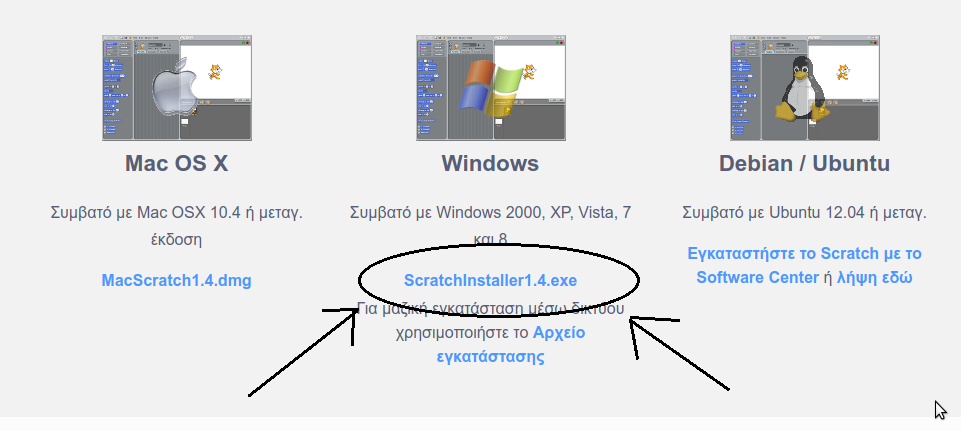 Mac OS X
Συμβατό με Mac OSX 10.4 ή μεταγ.
έκδοση
MacScratch1.4.dmg
Windows
Συμβατό με Windows 2000, XP, Vista, 7
και 8
ScratchInstaller1.4.exe
Για μαζική εγκατάσταση μέσω δικτύου
χρησιμοποιήστε το Αρχείο
εγκατάστασης
Debian / Ubuntu
Συμβατό με Ubuntu 12.04 ή μεταγ.
Εγκαταστήστε το Scratch με το
Software Center ή λήψη εδώ